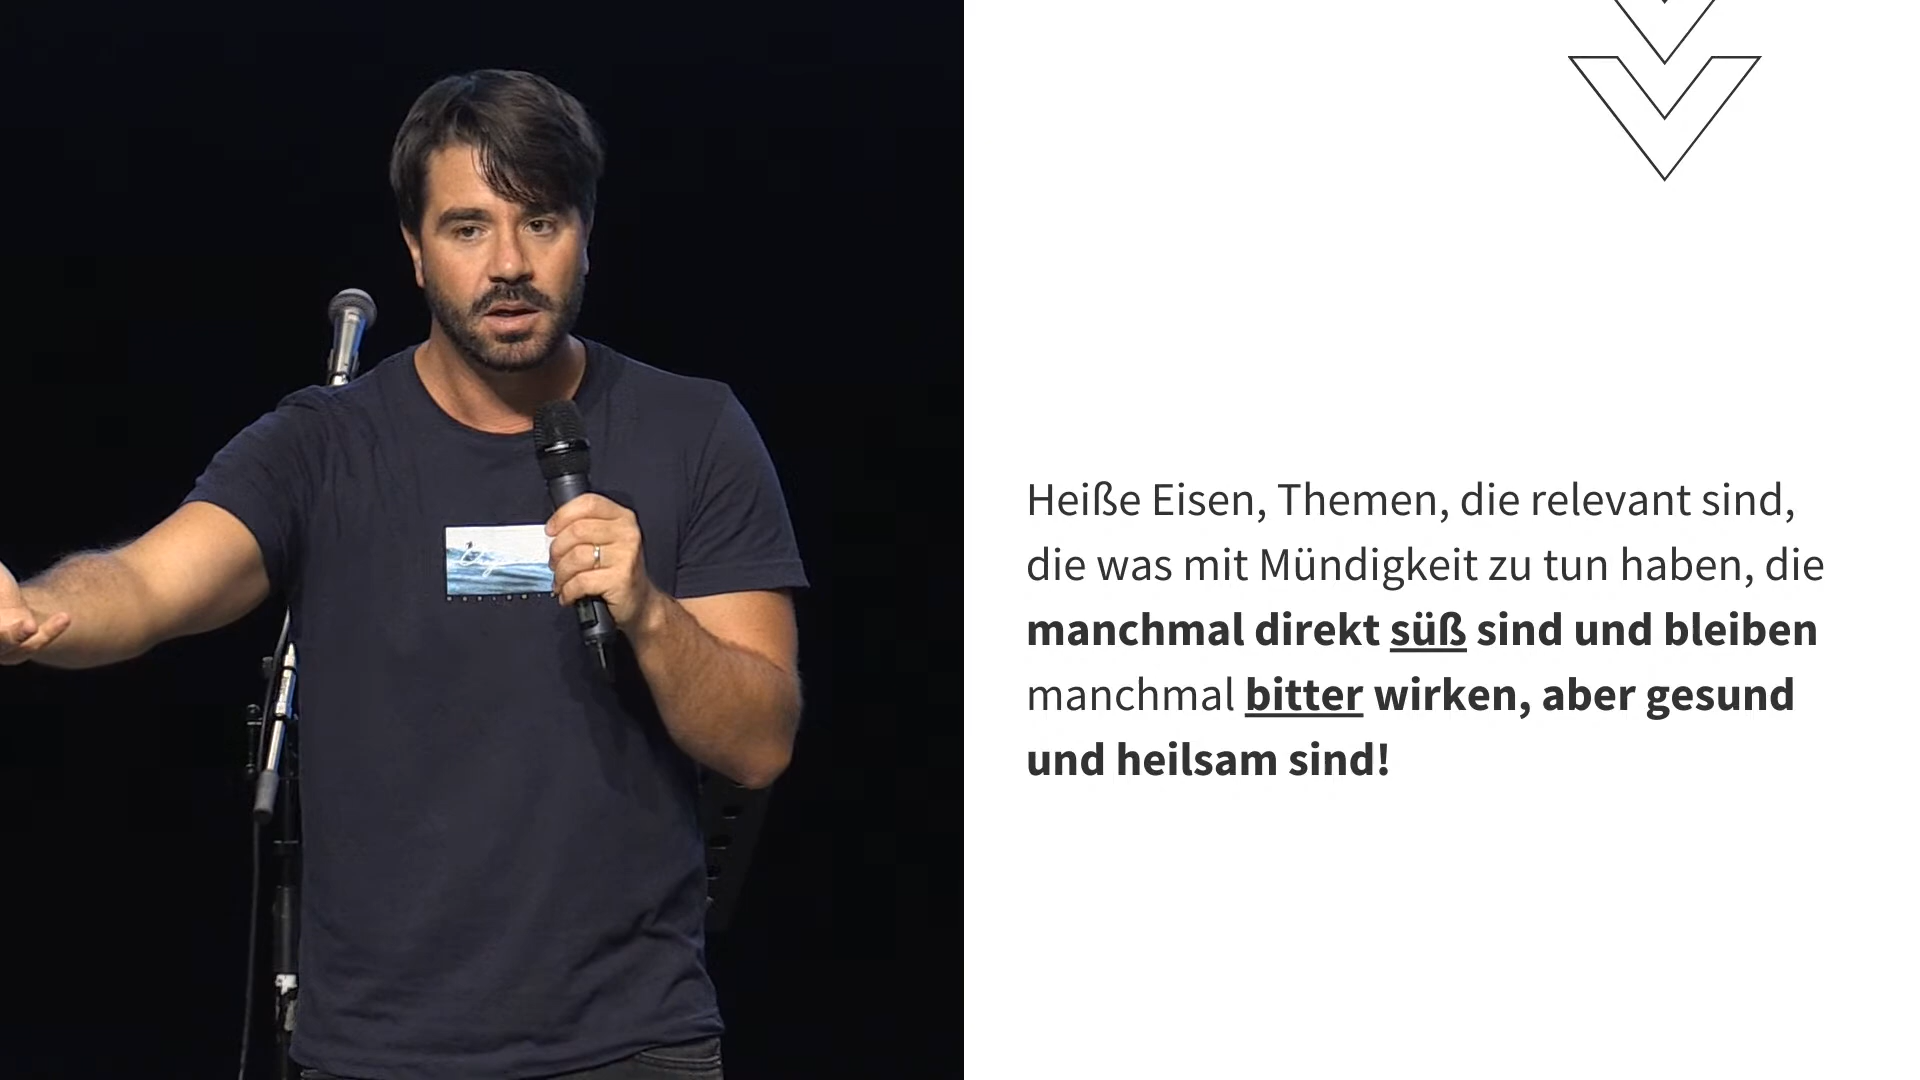 Heiße Eisen, Themen, die relevant sind,
die was mit Mündigkeit zu tun haben, die
manchmal direkt süß sind und bleiben
manchmal bitter wirken, aber gesund
und heilsam sind!